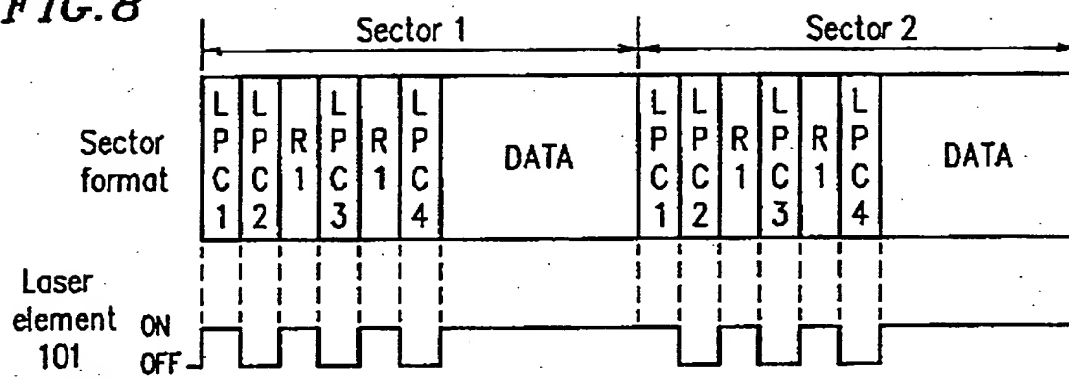 FIG. 8
Sector 1 Sector 2
Sector format
LPC1 LPC2 R1 LPC3 R1 LPC4 DATA LPC1 LPC2 R1 LPC3 R1 LPC4 DATA
Laser element 101
ON
OFF